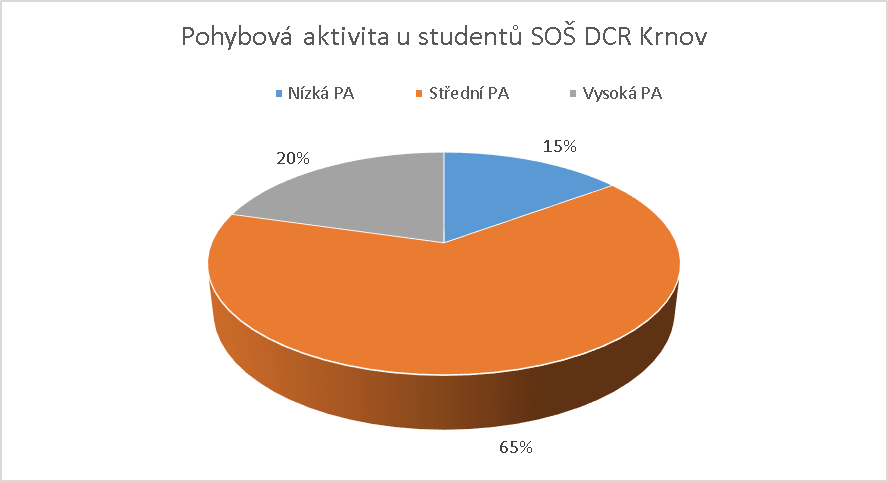 Pohybová aktivita u studentů SOŠ DCR Krnov
Nízká PA Střední PA Vysoká PA
15%
20%
65%